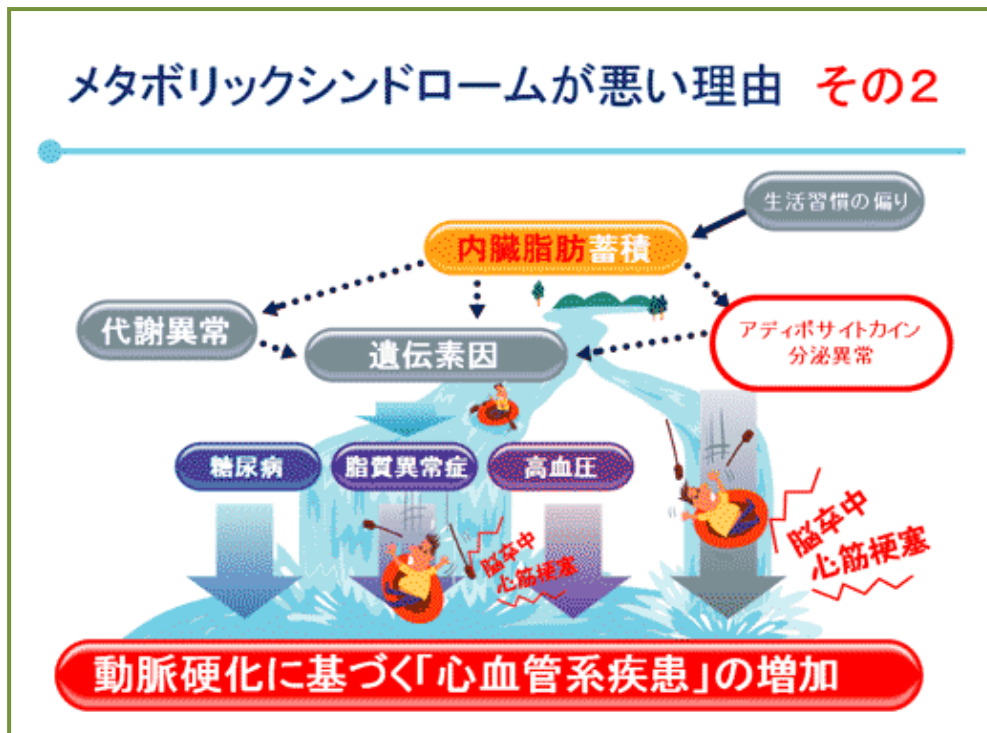 メタボリックシンドロームが悪い理由 その2
生活習慣の偏り
内臓脂肪蓄積
代謝異常
遺伝素因
アディポサイトカイン
分泌異常
糖尿病
脂質異常症
高血圧
脳卒中
心筋梗塞
脳卒中
心筋梗塞
動脈硬化に基づく「心血管系疾患」の増加